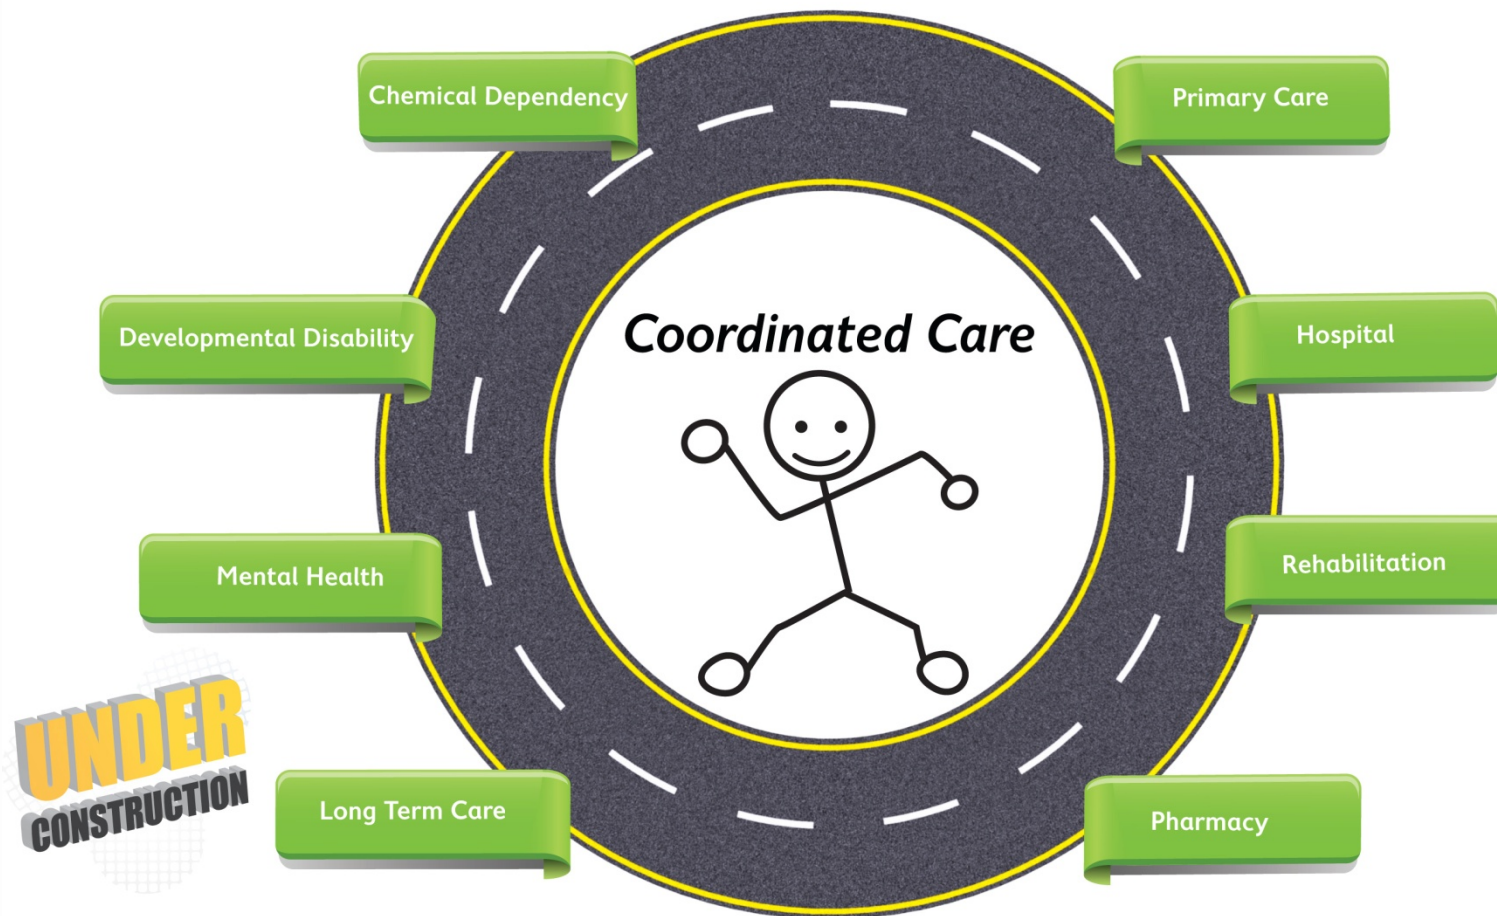 Chemical Dependency
Primary Care
Developmental Disability
Hospital
Coordinated Care
Mental Health
Rehabilitation
UNDER
CONSTRUCTION
Long Term Care
Pharmacy